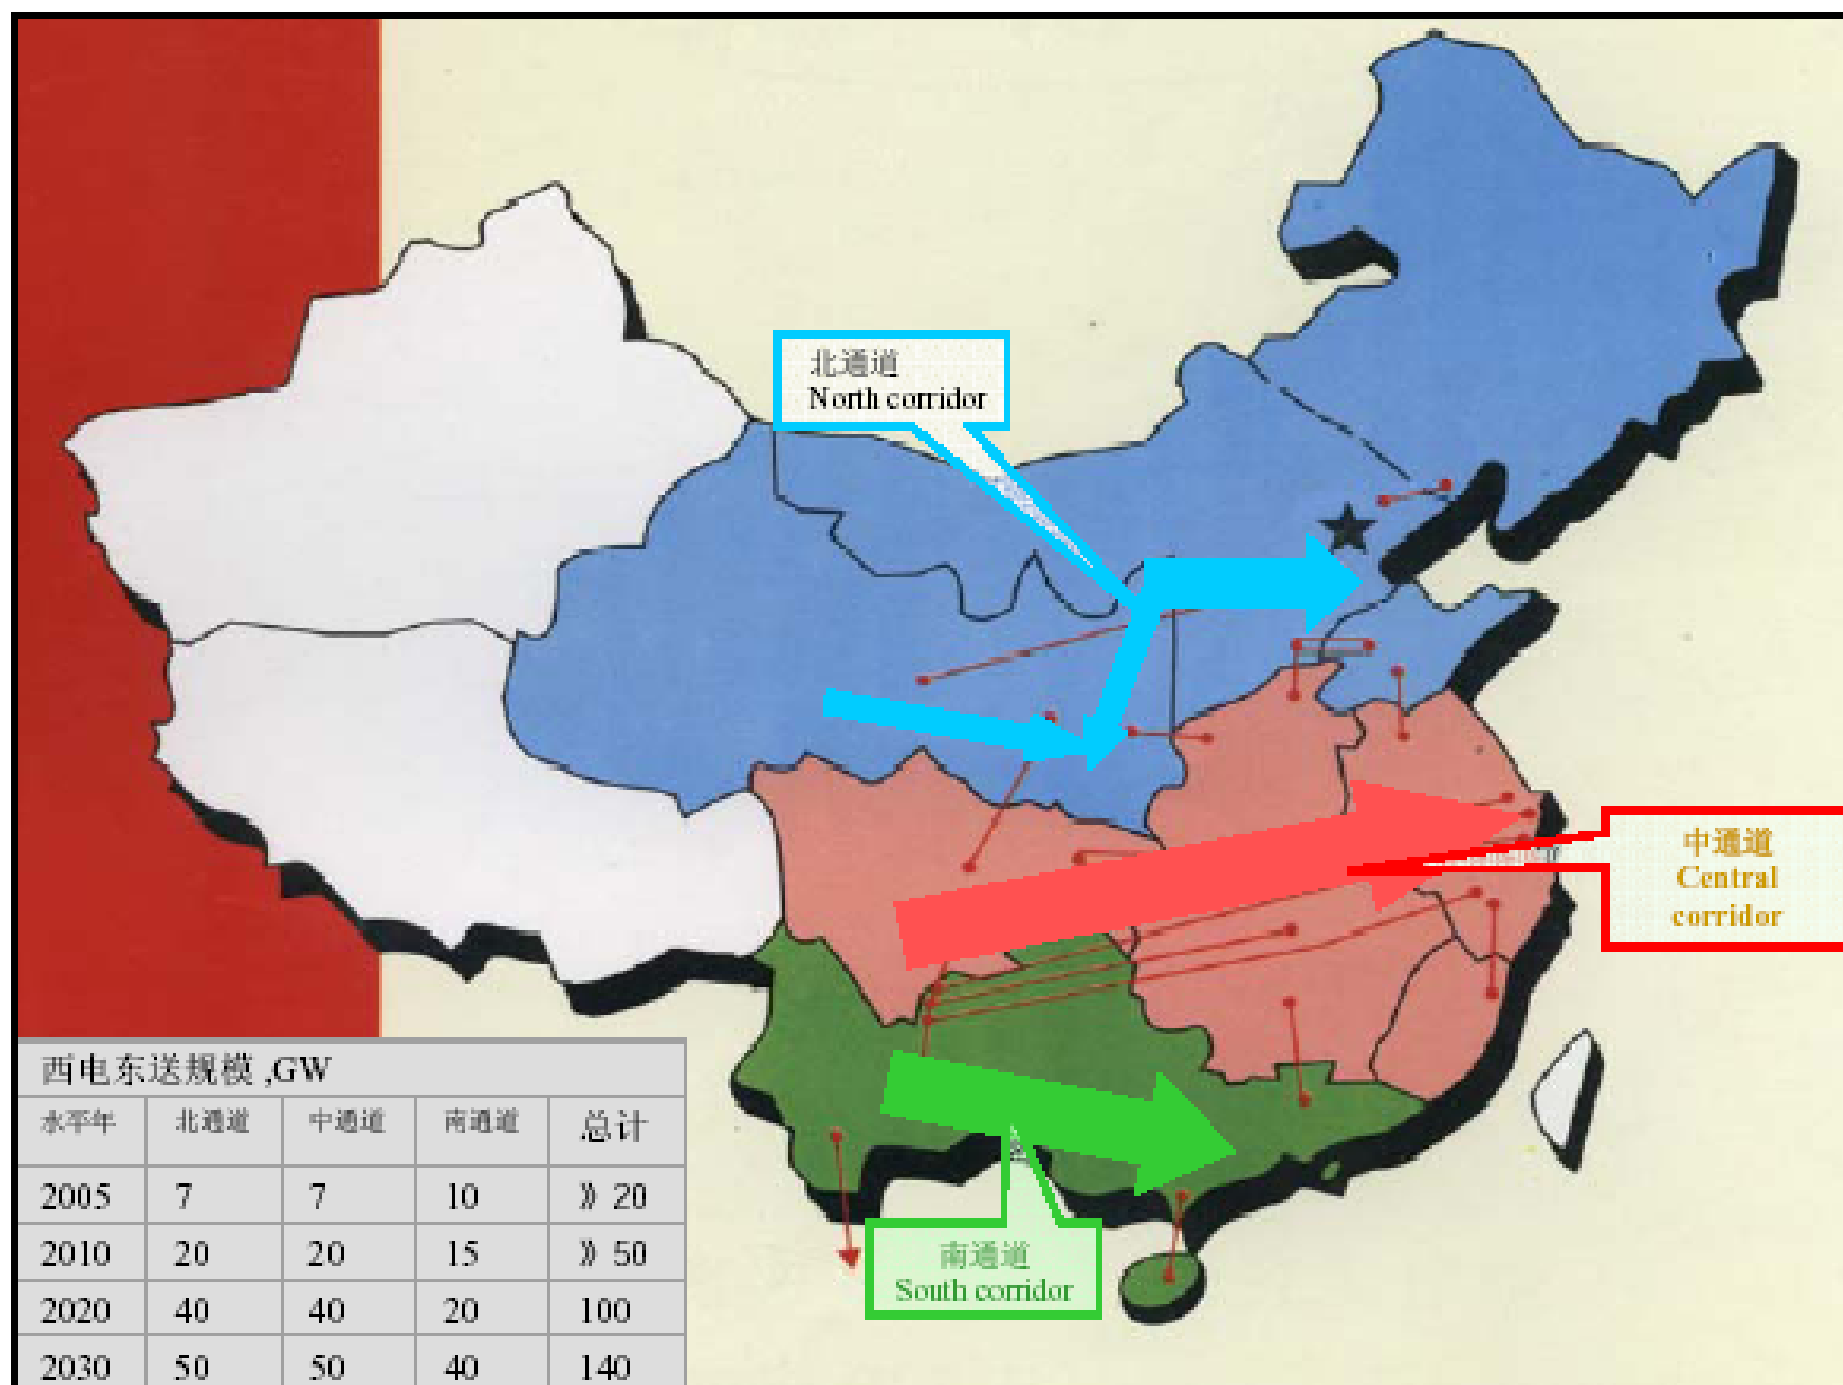 北通道
North corridor
中通道
Central
corridor
南通道
South corridor
西电东送规模 ,GW
水平年 北通道 中通道 南通道 总计
2005 7 7 10 》 20
2010 20 20 15 》 50
2020 40 40 20 100
2030 50 50 40 140